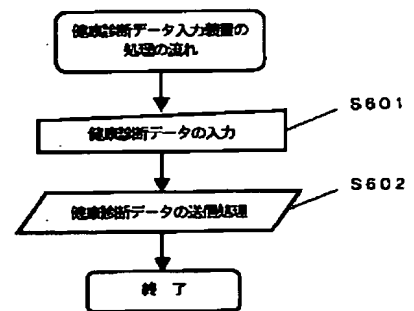 健康診断データ入力装置の
処理の流れ
S601
健康診断データの入力
S602
健康診断データの送信処理
終了